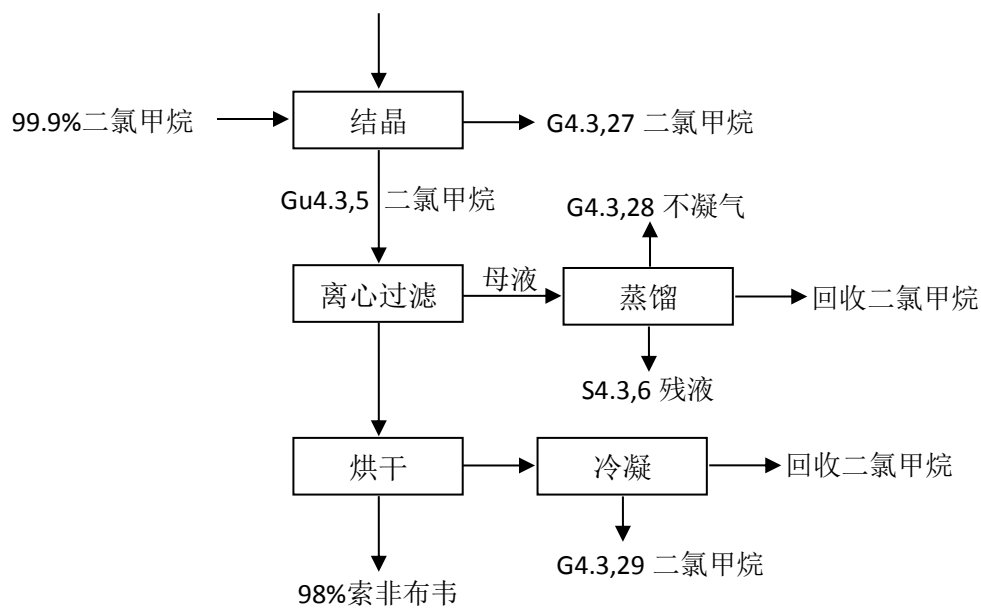 99.9%二氯甲烷
结晶
G4.3,27 二氯甲烷
Gu4.3,5 二氯甲烷
G4.3,28 不凝气
离心过滤
母液
蒸馏
回收二氯甲烷
S4.3,6 残液
烘干
冷凝
回收二氯甲烷
G4.3,29 二氯甲烷
98%索非布韦